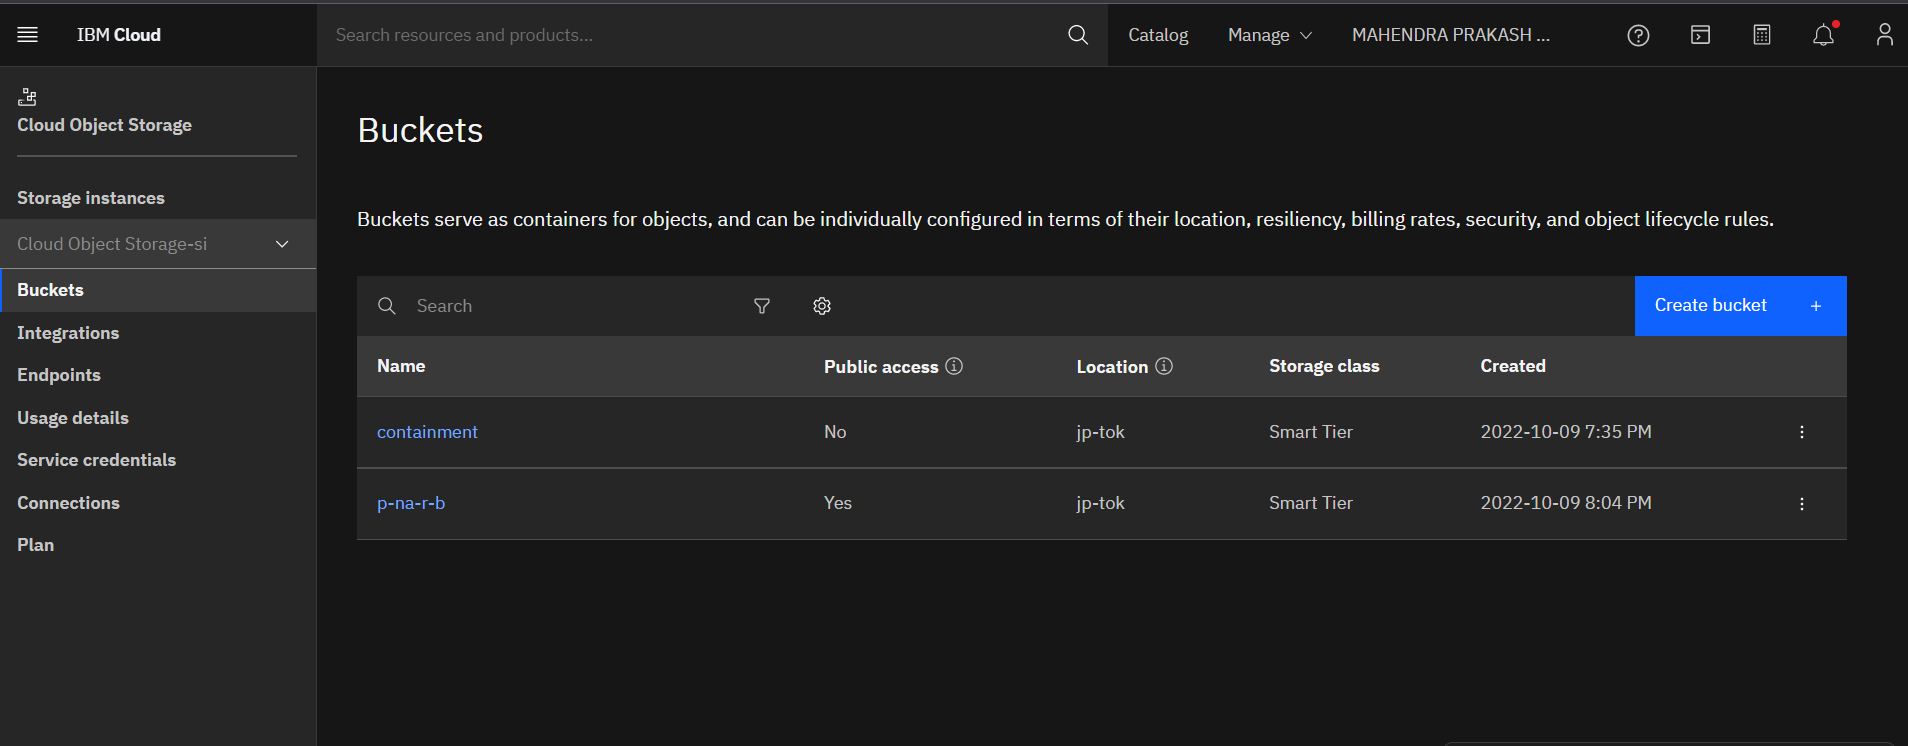 IBM Cloud
Search resources and products...
Catalog
Manage
MAHENDRA PRAKASH ...
Cloud Object Storage
Storage instances
Cloud Object Storage-si
Buckets
Integrations
Endpoints
Usage details
Service credentials
Connections
Plan
Buckets
Buckets serve as containers for objects, and can be individually configured in terms of their location, resiliency, billing rates, security, and object lifecycle rules.
Search
Create bucket +
Name Public access Location Storage class Created
containment No jp-tok Smart Tier 2022-10-09 7:35 PM
p-na-r-b Yes jp-tok Smart Tier 2022-10-09 8:04 PM